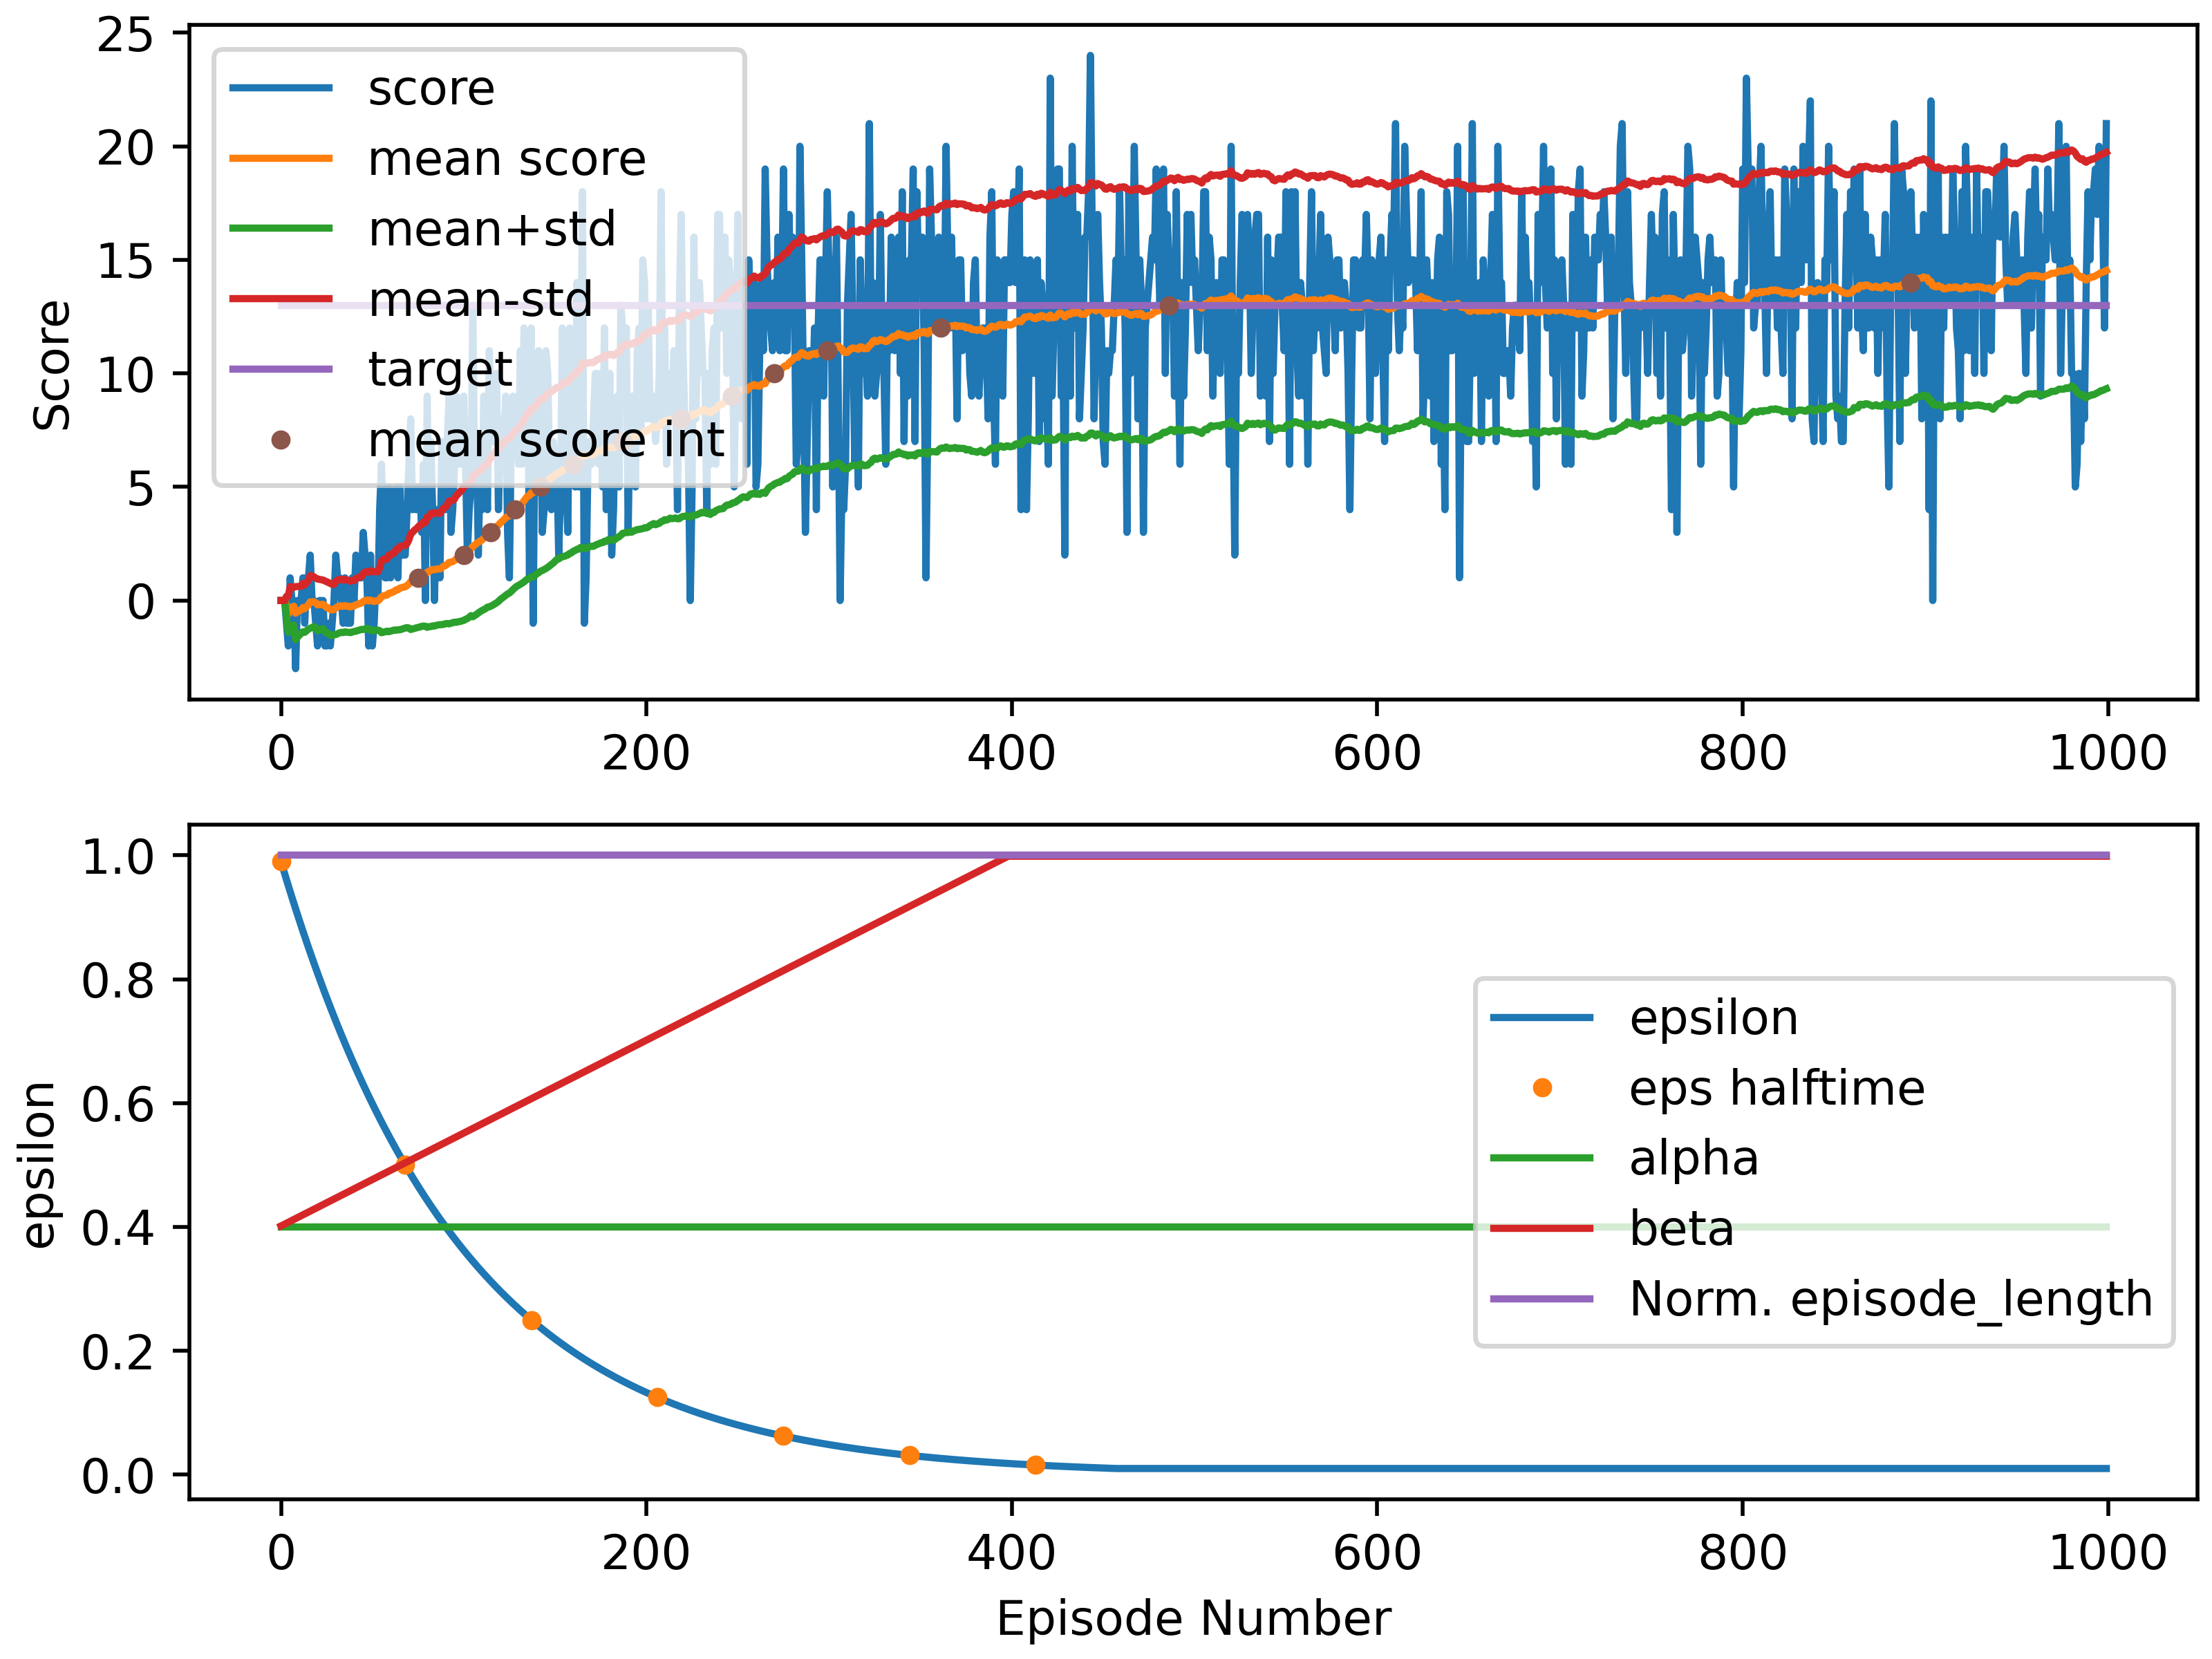 25
20
15
10
5
0
Score
score
mean score
mean+std
mean-std
target
mean score int
0 200 400 600 800 1000
1.0
0.8
0.6
0.4
0.2
0.0
epsilon
epsilon
eps halftime
alpha
beta
Norm. episode_length
0 200 400 600 800 1000
Episode Number